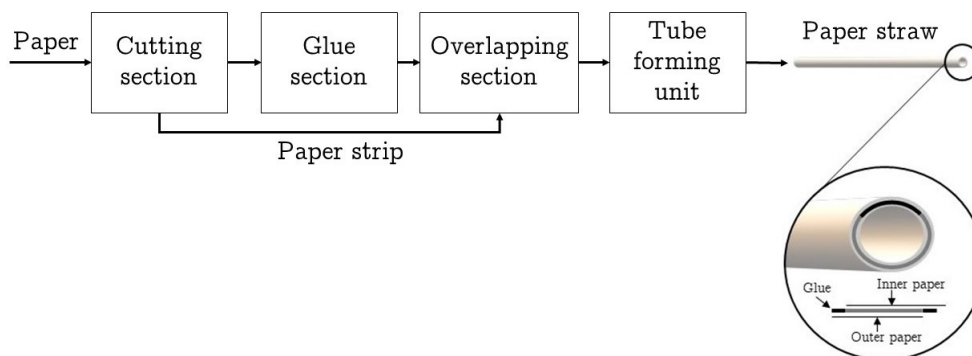 Paper
Cutting
section
Glue
section
Overlapping
section
Tube
forming
unit
Paper straw
Paper strip
Glue
Inner paper
Outer paper